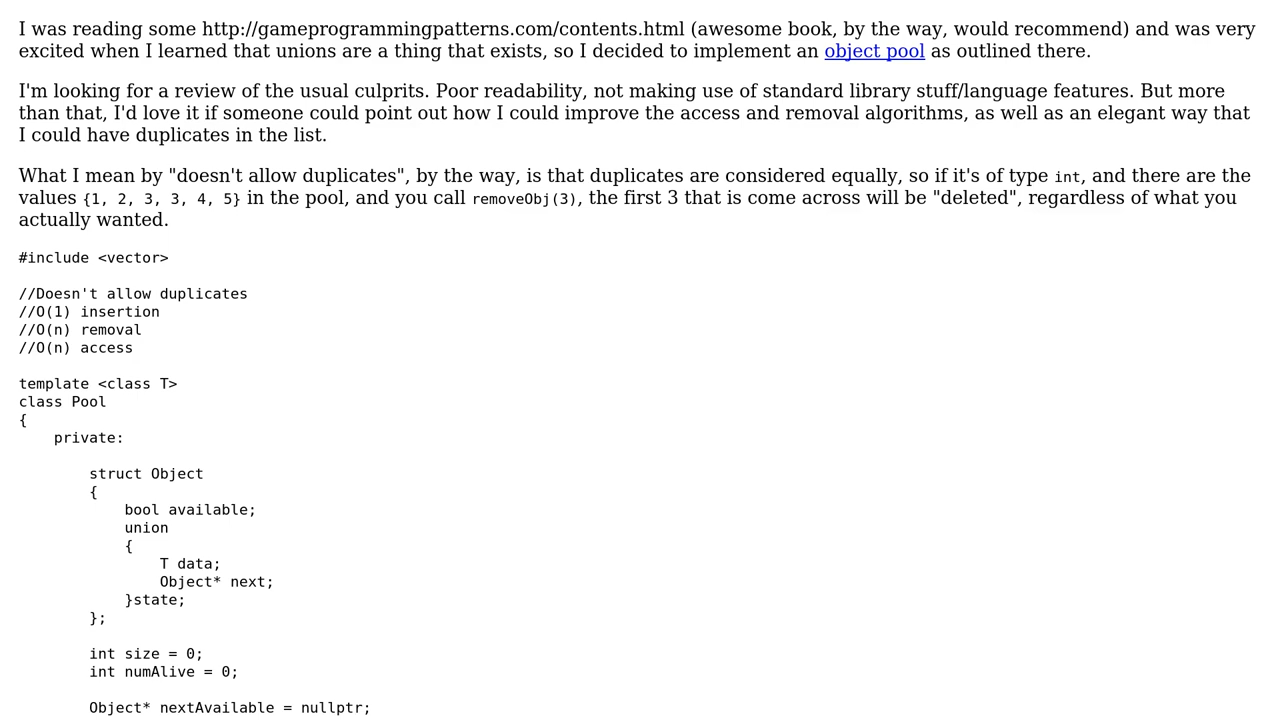 I was reading some http://gameprogrammingpatterns.com/contents.html (awesome book, by the way, would recommend) and was very
excited when I learned that unions are a thing that exists, so I decided to implement an object pool as outlined there.
I'm looking for a review of the usual culprits. Poor readability, not making use of standard library stuff/language features. But more
than that, I'd love it if someone could point out how I could improve the access and removal algorithms, as well as an elegant way that
I could have duplicates in the list.
What I mean by "doesn't allow duplicates", by the way, is that duplicates are considered equally, so if it's of type int, and there are the
values {1, 2, 3, 3, 4, 5} in the pool, and you call removeObj(3), the first 3 that is come across will be "deleted", regardless of what you
actually wanted.
#include <vector>
//Doesn't allow duplicates
//O(1) insertion
//O(n) removal
//O(n) access
template <class T>
class Pool
{
    private:
        struct Object
        {
            bool available;
            union
            {
                T data;
                Object* next;
            }state;
        };
        int size = 0;
        int numAlive = 0;
        Object* nextAvailable = nullptr;